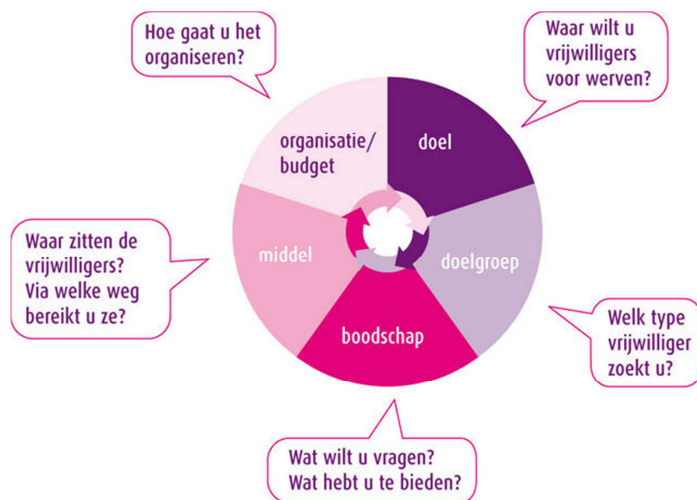 Hoe gaat u het
organiseren?
Waar wilt u
vrijwilligers
voor werven?
organisatie/
budget
doel
Waar zitten de
vrijwilligers?
Via welke weg
bereikt u ze?
middel
doelgroep
boodschap
Welk type
vrijwilliger
zoekt u?
Wat wilt u vragen?
Wat hebt u te bieden?